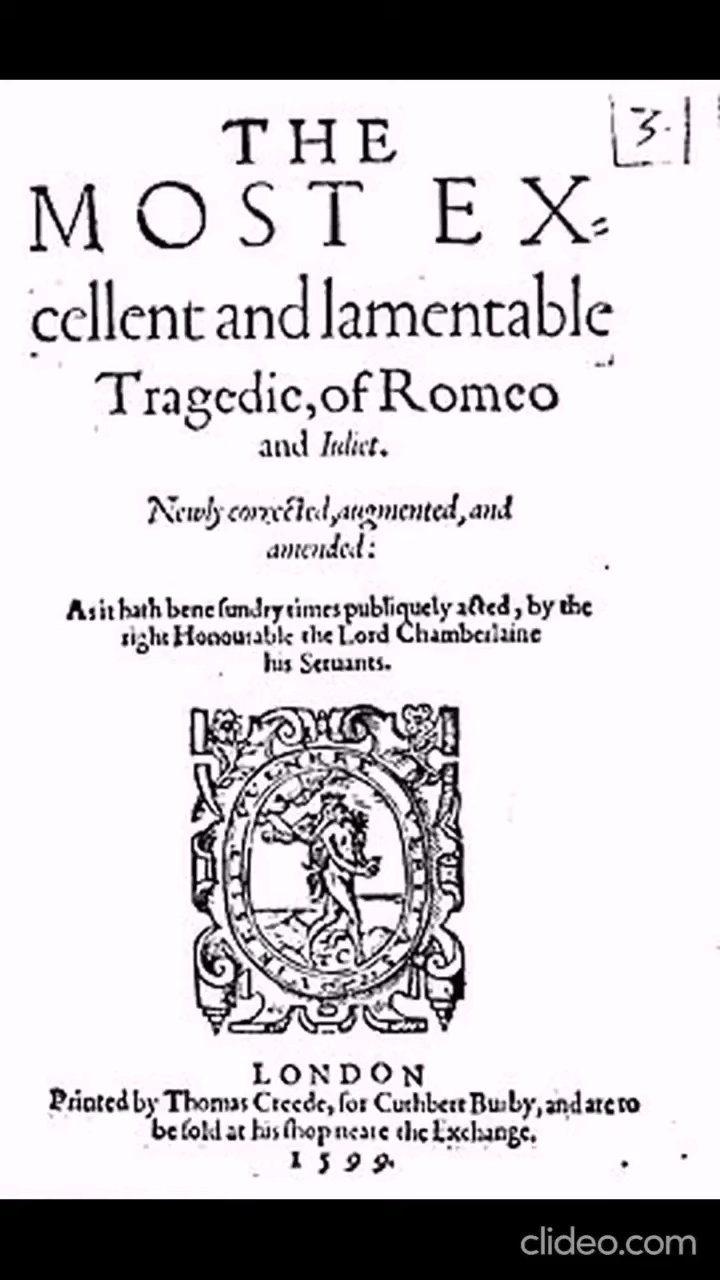 THE
3.
MOST EX=
cellent and lamentable
Tragedie, of Romeo
and Iuliet.
Newly corrected, augmented, and
amended:
As it hath bene sundry times publiquely acted, by the
right Honourable the Lord Chamberlaine
his Seruants.
LONDON
Printed by Thomas Creede, for Cuthbert Burby, and are to
be sold at his shop neare the Exchange.
1599.
clideo.com